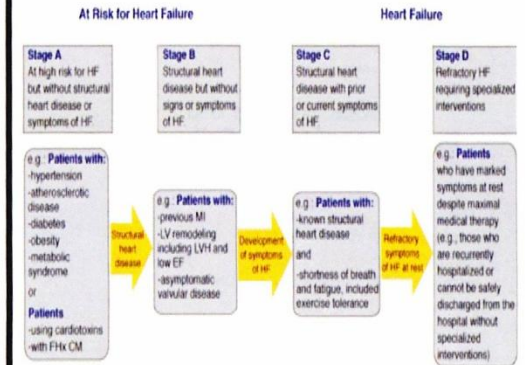 At Risk for Heart Failure
Heart Failure
Stage A
At high risk for HF
but without structural
heart disease or
symptoms of HF.
Stage B
Structural heart
disease but without
signs or symptoms
of HF
Stage C
Structural heart
disease with prior
or current symptoms
of HF.
Stage D
Refractory HF
requiring specialized
interventions
e.g.: Patients with:
-hypertension
-atherosclerotic
disease
-diabetes
-obesity
-metabolic
syndrome
or
Patients
-using cardiotoxins
-with FHx CM
Structural
heart
disease
e.g.: Patients with:
-previous MI
-LV remodeling
including LVH and
low EF
-asymptomatic
valvular disease
Development
of symptoms
of HF
e.g.: Patients with:
-known structural
heart disease
and
-shortness of breath
and fatigue, included
exercise tolerance
Refractory
symptoms
of HF at rest
e.g.: Patients
who have marked
symptoms at rest
despite maximal
medical therapy
(e.g., those who
are recurrently
hospitalized or
cannot be safely
discharged from the
hospital without
specialized
interventions)